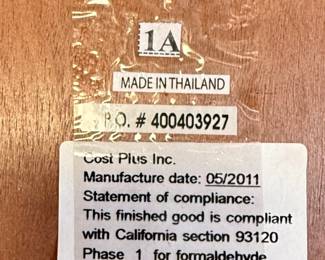 1A
MADE IN THAILAND
P.O. # 400403927
Cost Plus Inc.
Manufacture date: 05/2011
Statement of compliance:
This finished good is compliant
with California section 93120
Phase 1 for formaldehyde